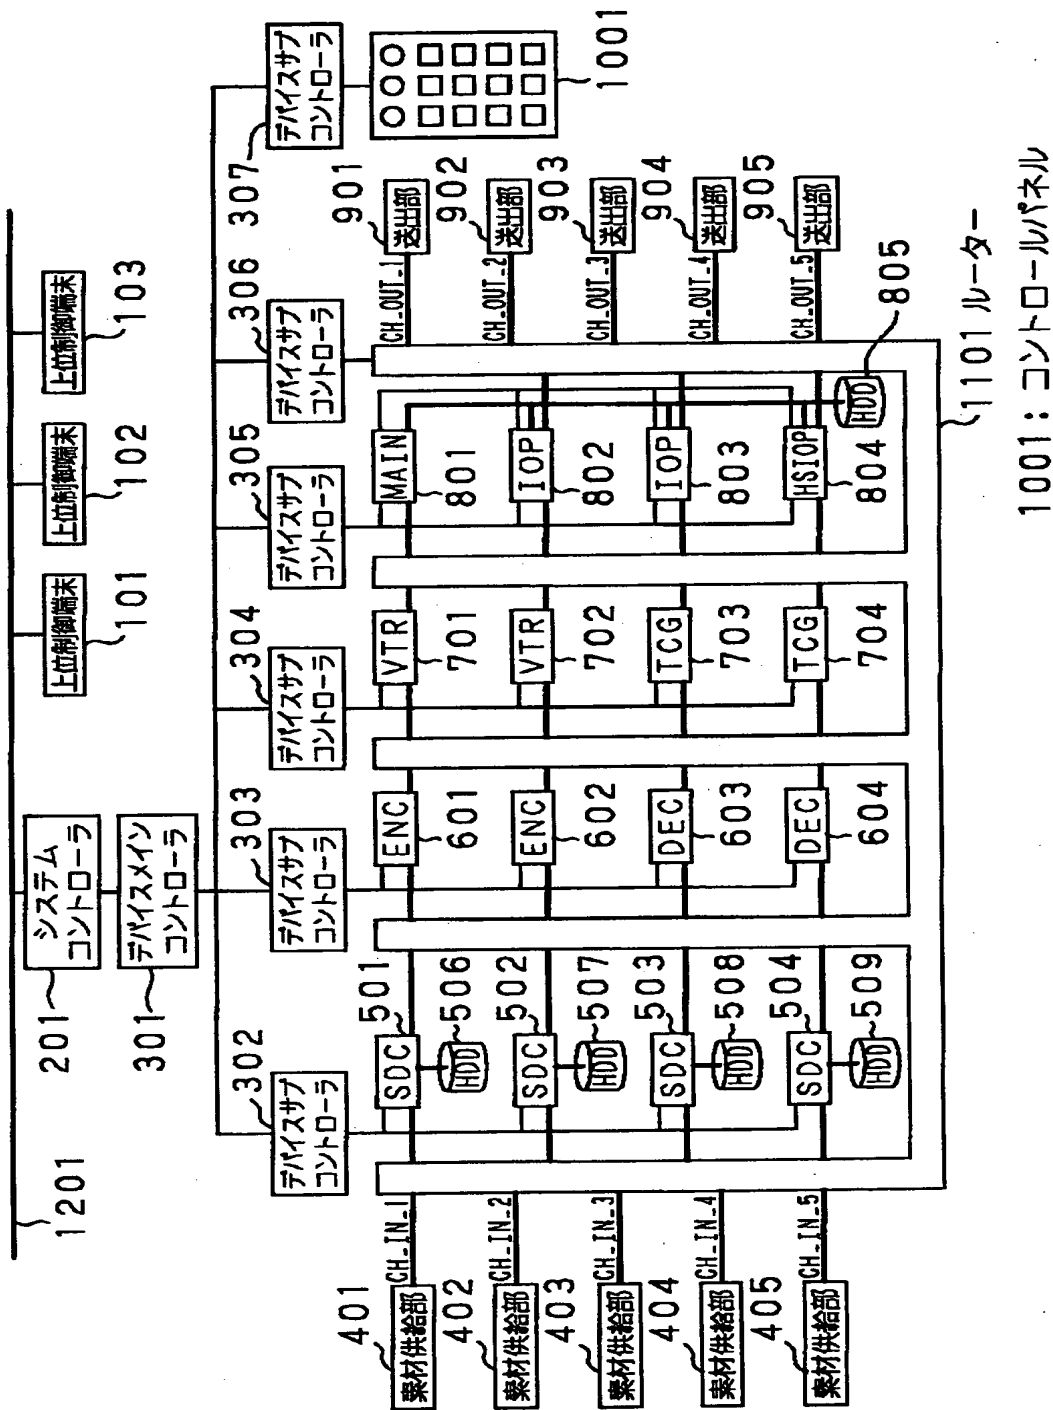 1201
上位制御端末
101
上位制御端末
102
上位制御端末
103
201
システム
コントローラ
301
デバイスメイン
コントローラ
302
デバイスサブ
コントローラ
303
デバイスサブ
コントローラ
304
デバイスサブ
コントローラ
305
デバイスサブ
コントローラ
306
デバイスサブ
コントローラ
307
デバイスサブ
コントローラ
1001
401
素材供給部
CH_IN_1
402
素材供給部
CH_IN_2
403
素材供給部
CH_IN_3
404
素材供給部
CH_IN_4
405
素材供給部
CH_IN_5
SDC
501
HDD
506
SDC
502
HDD
507
SDC
503
HDD
508
SDC
504
HDD
509
ENC
601
ENC
602
DEC
603
DEC
604
VTR
701
VTR
702
TCG
703
TCG
704
MAIN
801
IOP
802
IOP
803
HSIOP
804
HDD
805
CH_OUT_1
送出部
901
CH_OUT_2
送出部
902
CH_OUT_3
送出部
903
CH_OUT_4
送出部
904
CH_OUT_5
送出部
905
1101 ルーター
1001：コントロールパネル